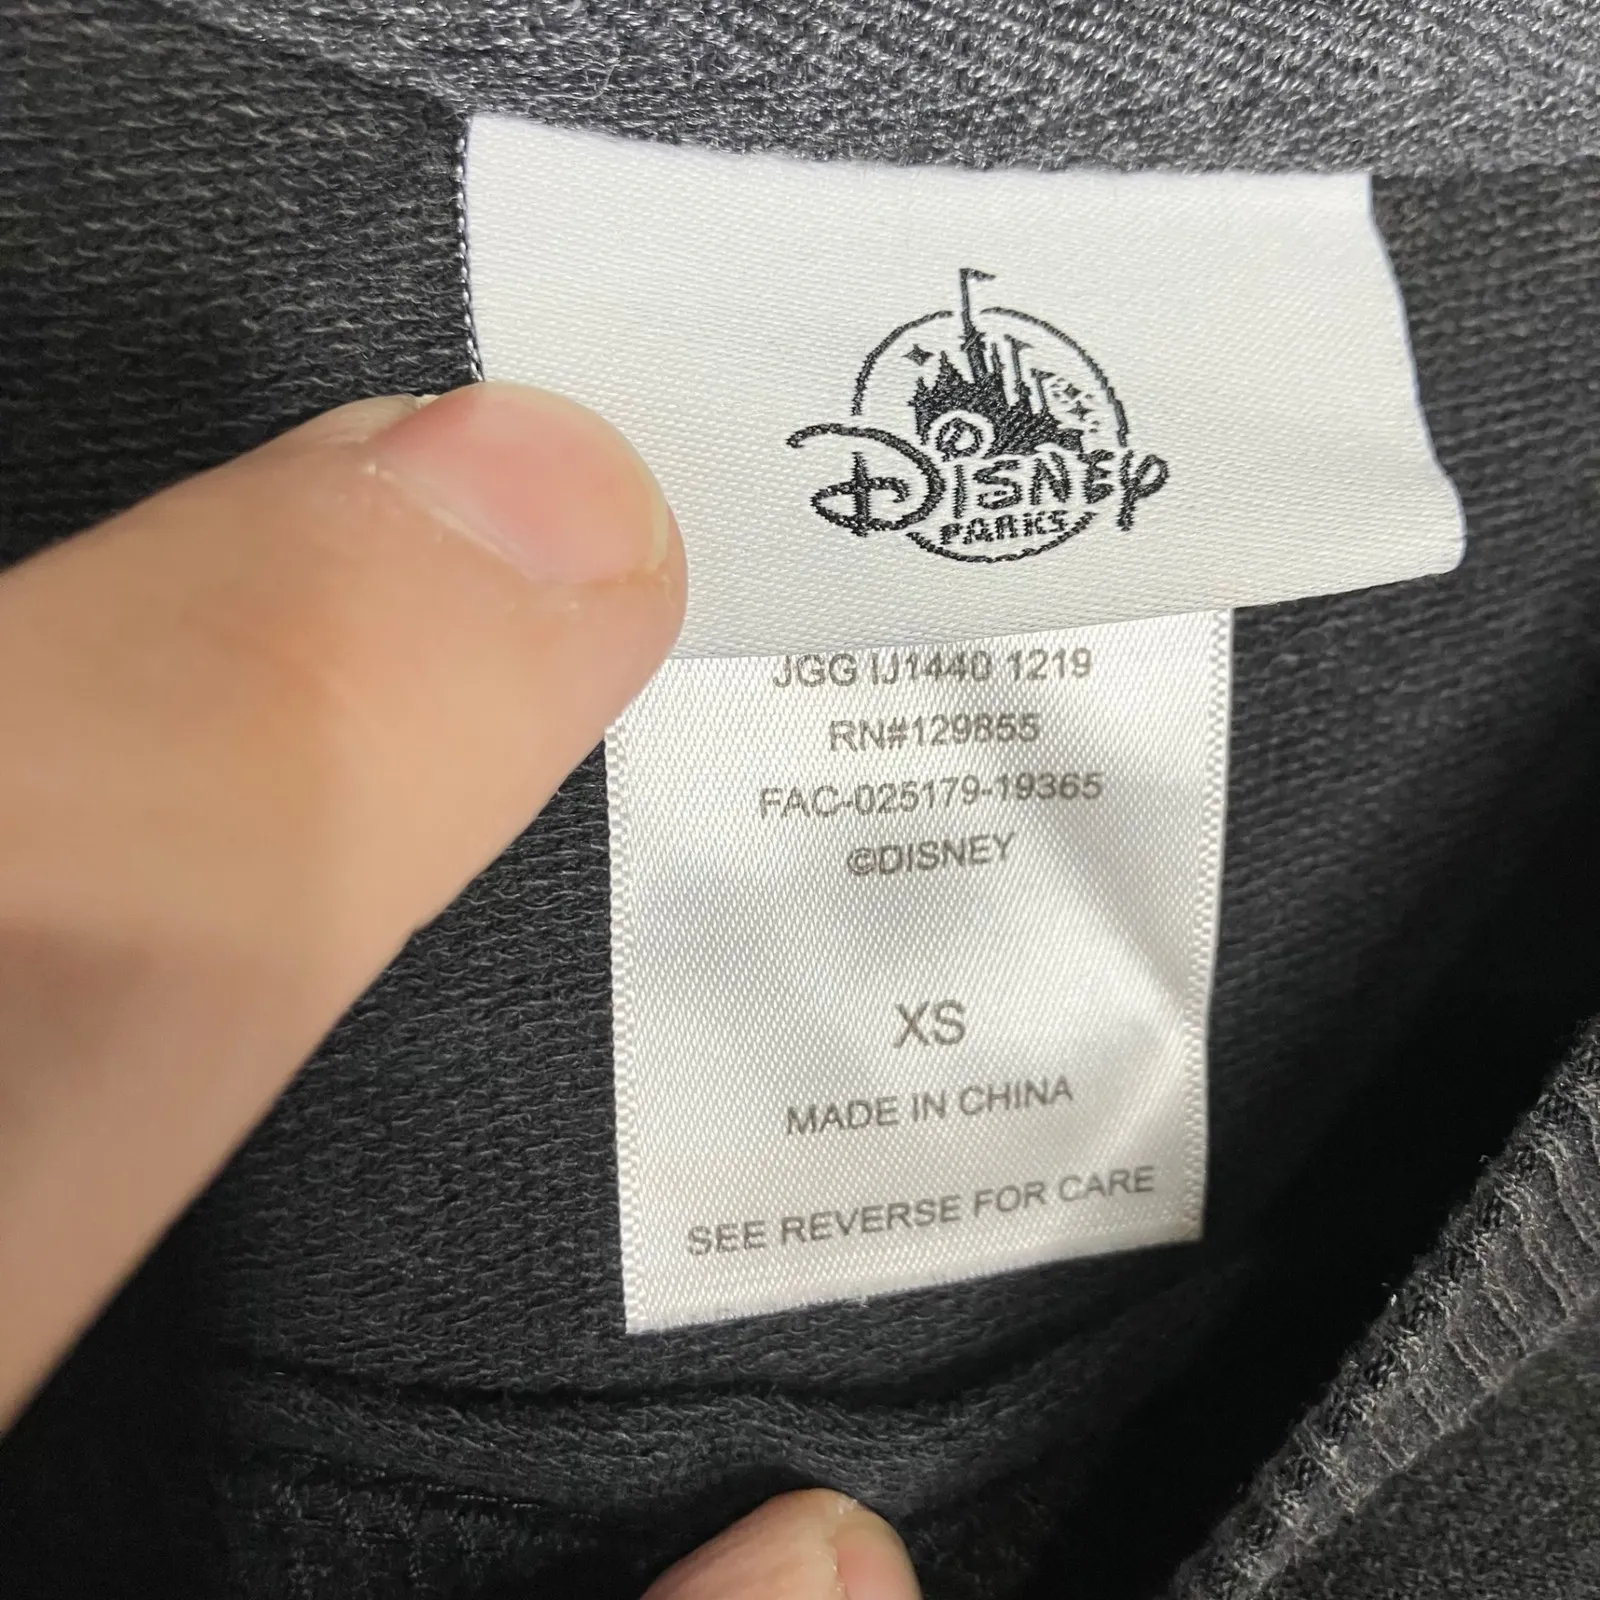 DISNEY
PARKS
JGG IJ1440 1219
RN#129855
FAC-025179-19365
©DISNEY
XS
MADE IN CHINA
SEE REVERSE FOR CARE